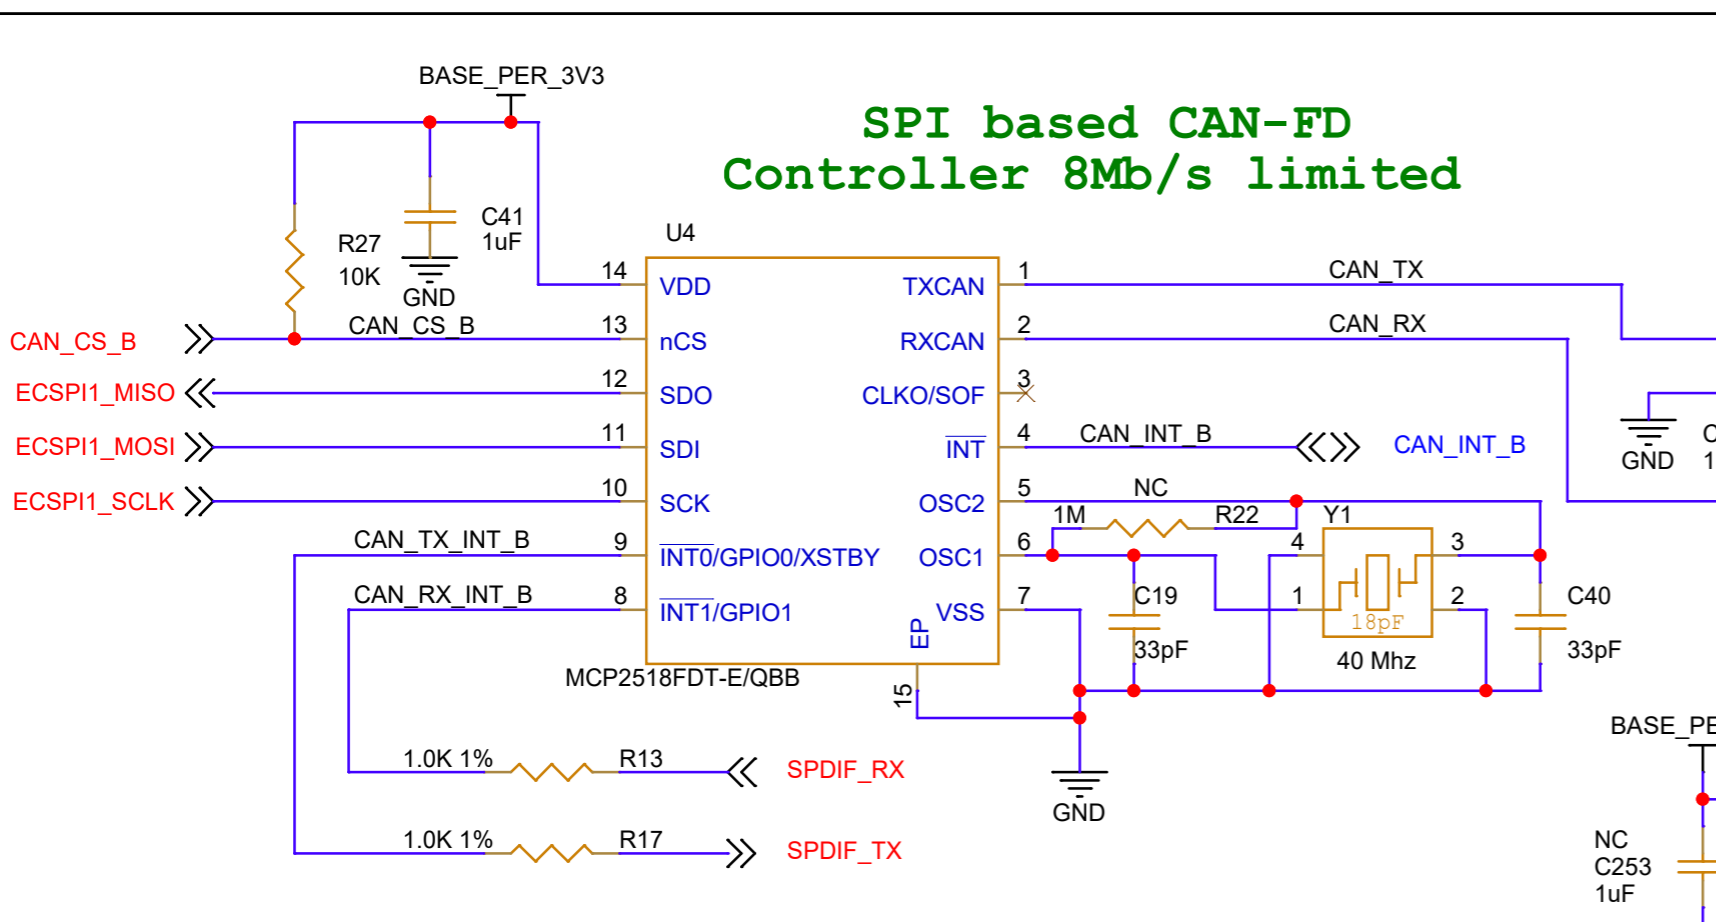 BASE_PER_3V3
SPI based CAN-FD
Controller 8Mb/s limited
C41
1uF
R27
10K
GND
U4
14
VDD
TXCAN
1
CAN_TX
CAN_CS_B
CAN_CS_B
13
nCS
RXCAN
2
CAN_RX
ECSPI1_MISO
12
SDO
CLKO/SOF
3
ECSPI1_MOSI
11
SDI
INT
4
CAN_INT_B
CAN_INT_B
GND
C
1
ECSPI1_SCLK
10
SCK
OSC2
5
NC
1M
R22
Y1
CAN_TX_INT_B
9
INT0/GPIO0/XSTBY
OSC1
6
4
3
CAN_RX_INT_B
8
INT1/GPIO1
VSS
7
EP
C19
33pF
1
2
18pF
40 Mhz
C40
33pF
MCP2518FDT-E/QBB
15
GND
1.0K 1%
R13
SPDIF_RX
1.0K 1%
R17
SPDIF_TX
BASE_PE
NC
C253
1uF